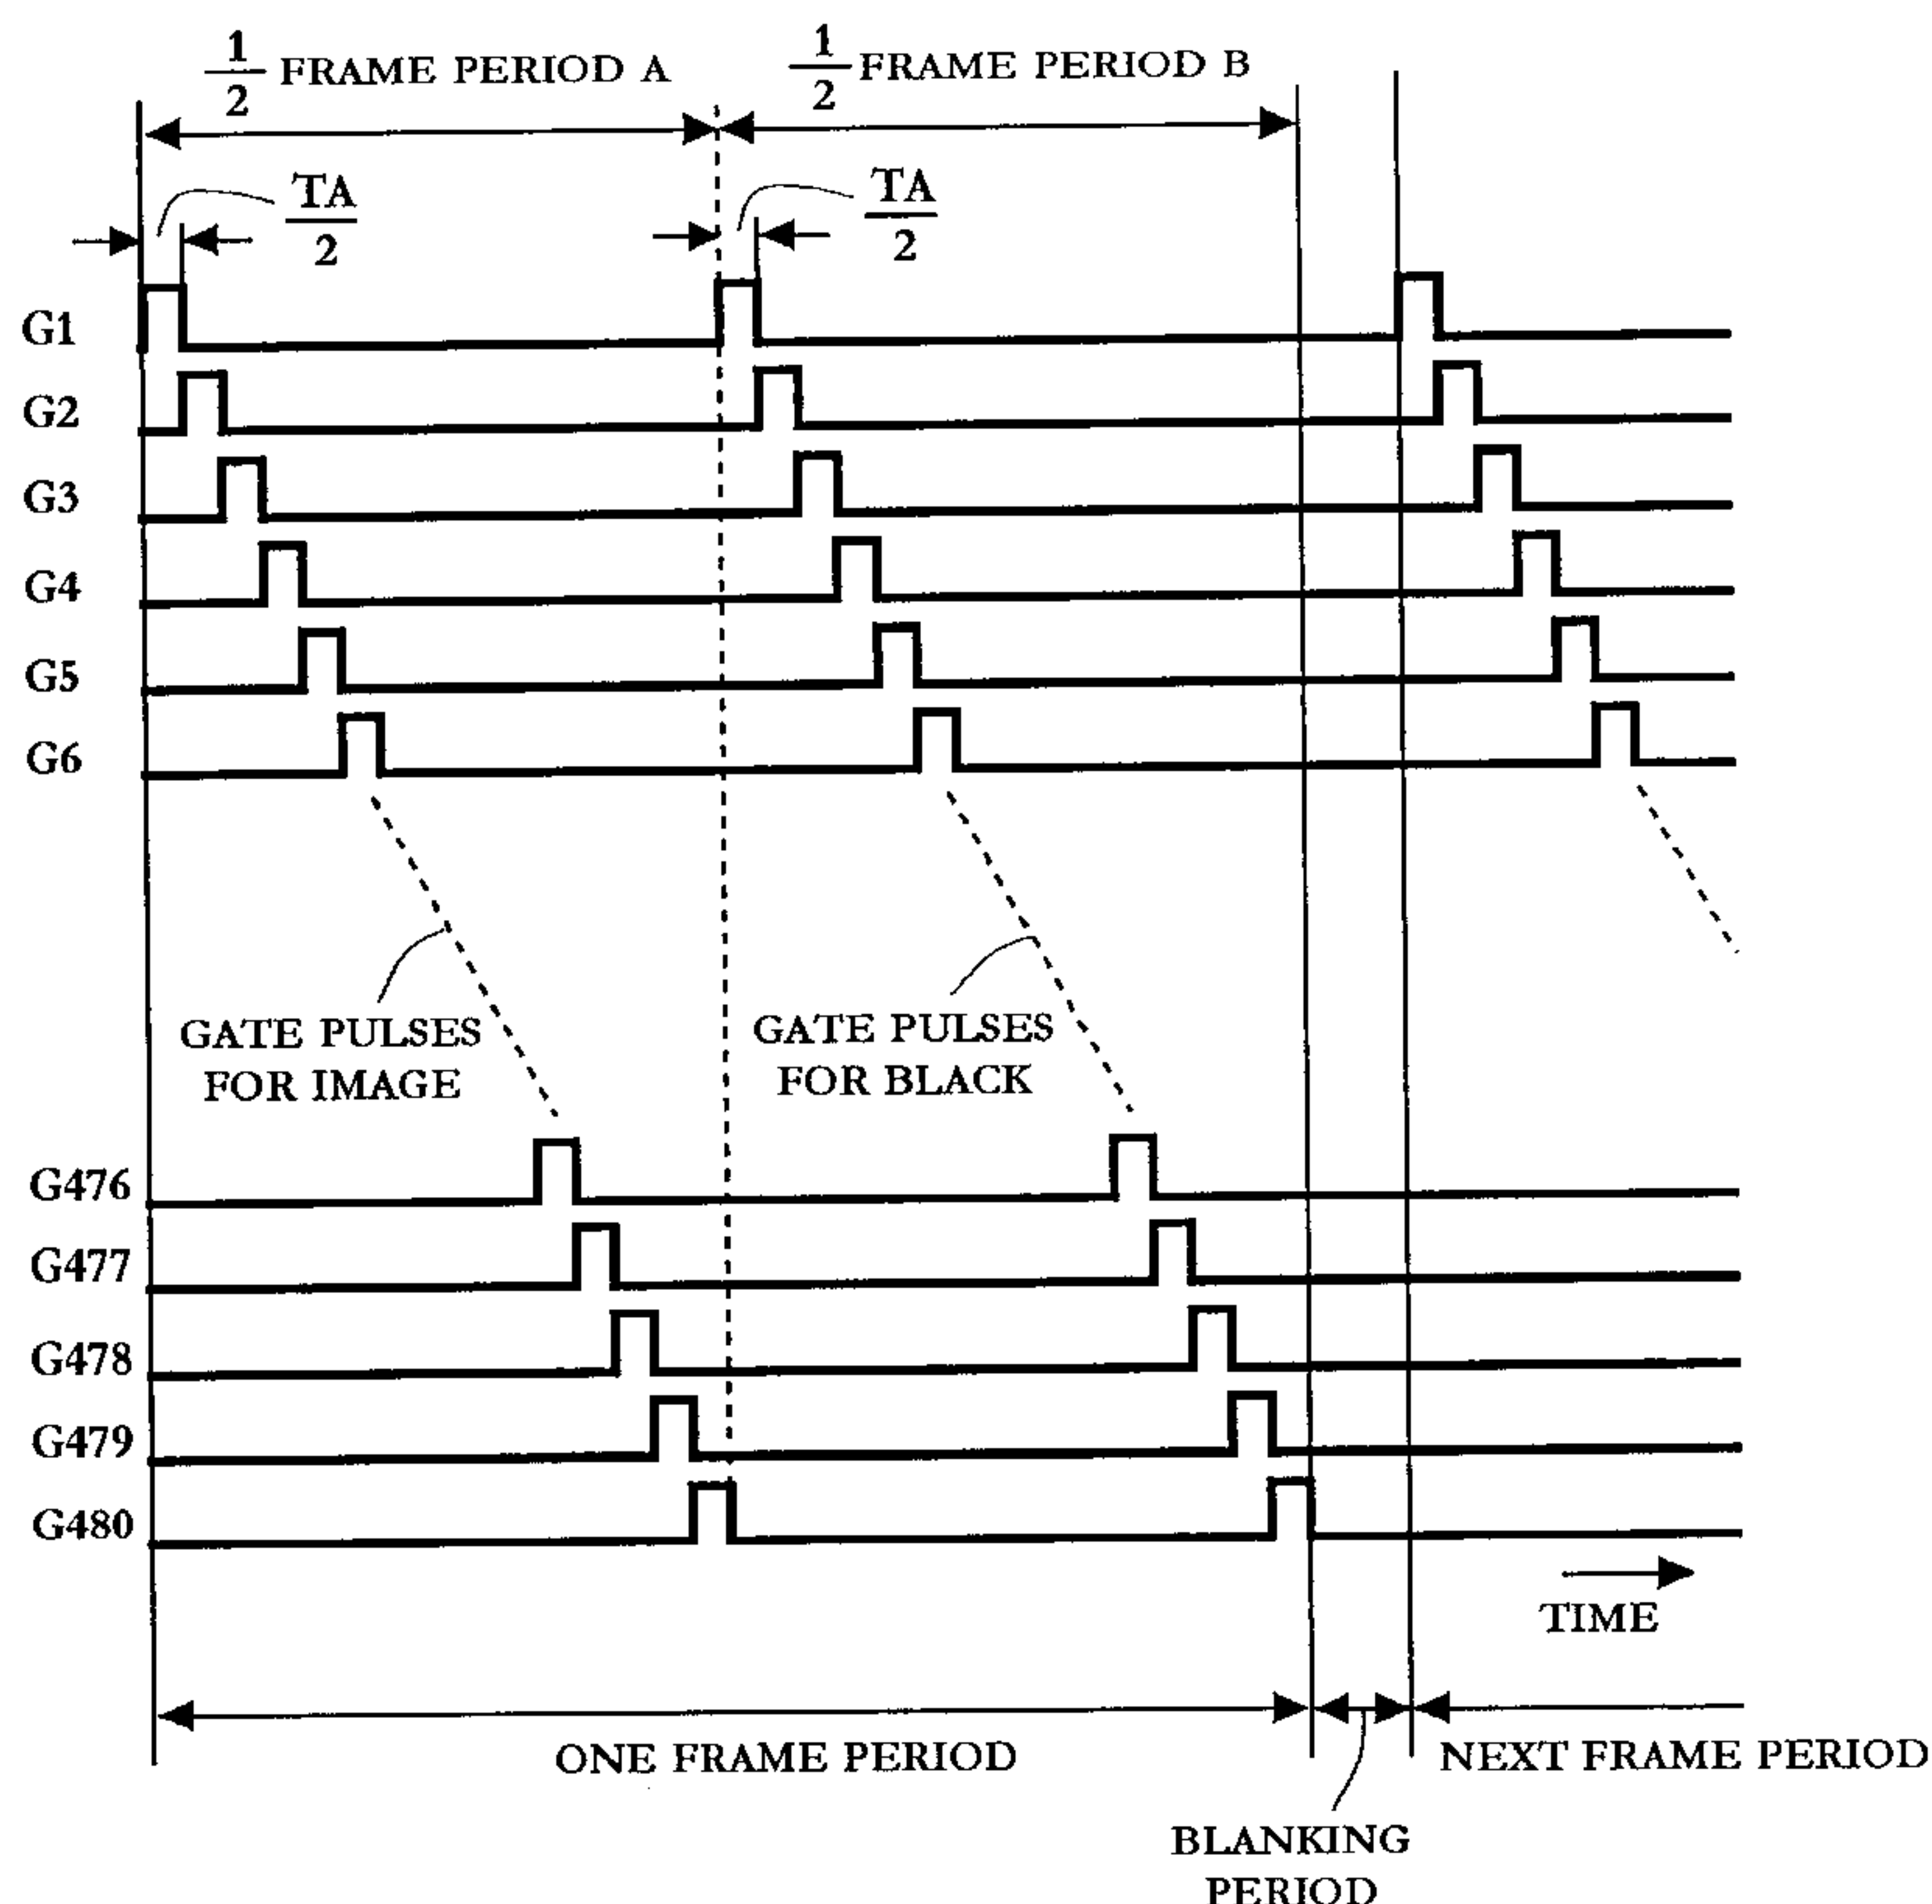 1/2 FRAME PERIOD A
1/2 FRAME PERIOD B
TA/2
TA/2
G1
G2
G3
G4
G5
G6
GATE PULSES
FOR IMAGE
GATE PULSES
FOR BLACK
G476
G477
G478
G479
G480
TIME
ONE FRAME PERIOD
NEXT FRAME PERIOD
BLANKING
PERIOD